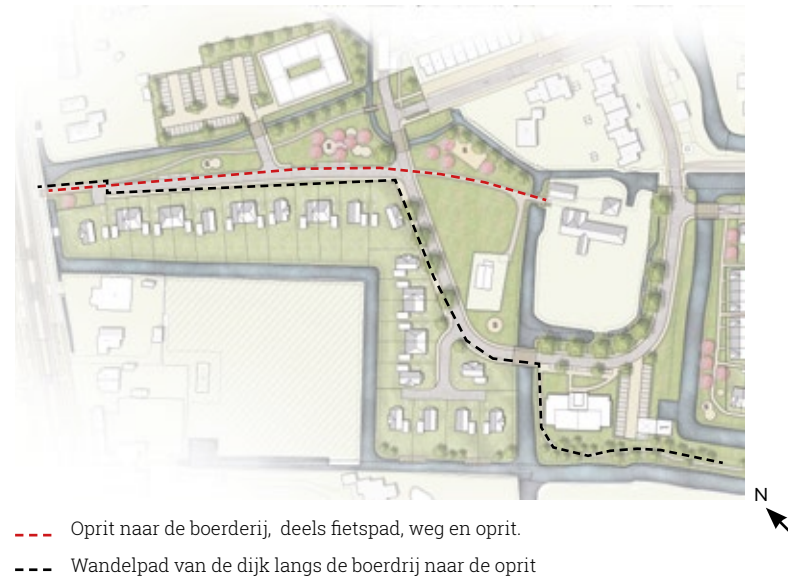 N
Oprit naar de boerderij, deels fietspad, weg en oprit.
Wandelpad van de dijk langs de boerdrij naar de oprit